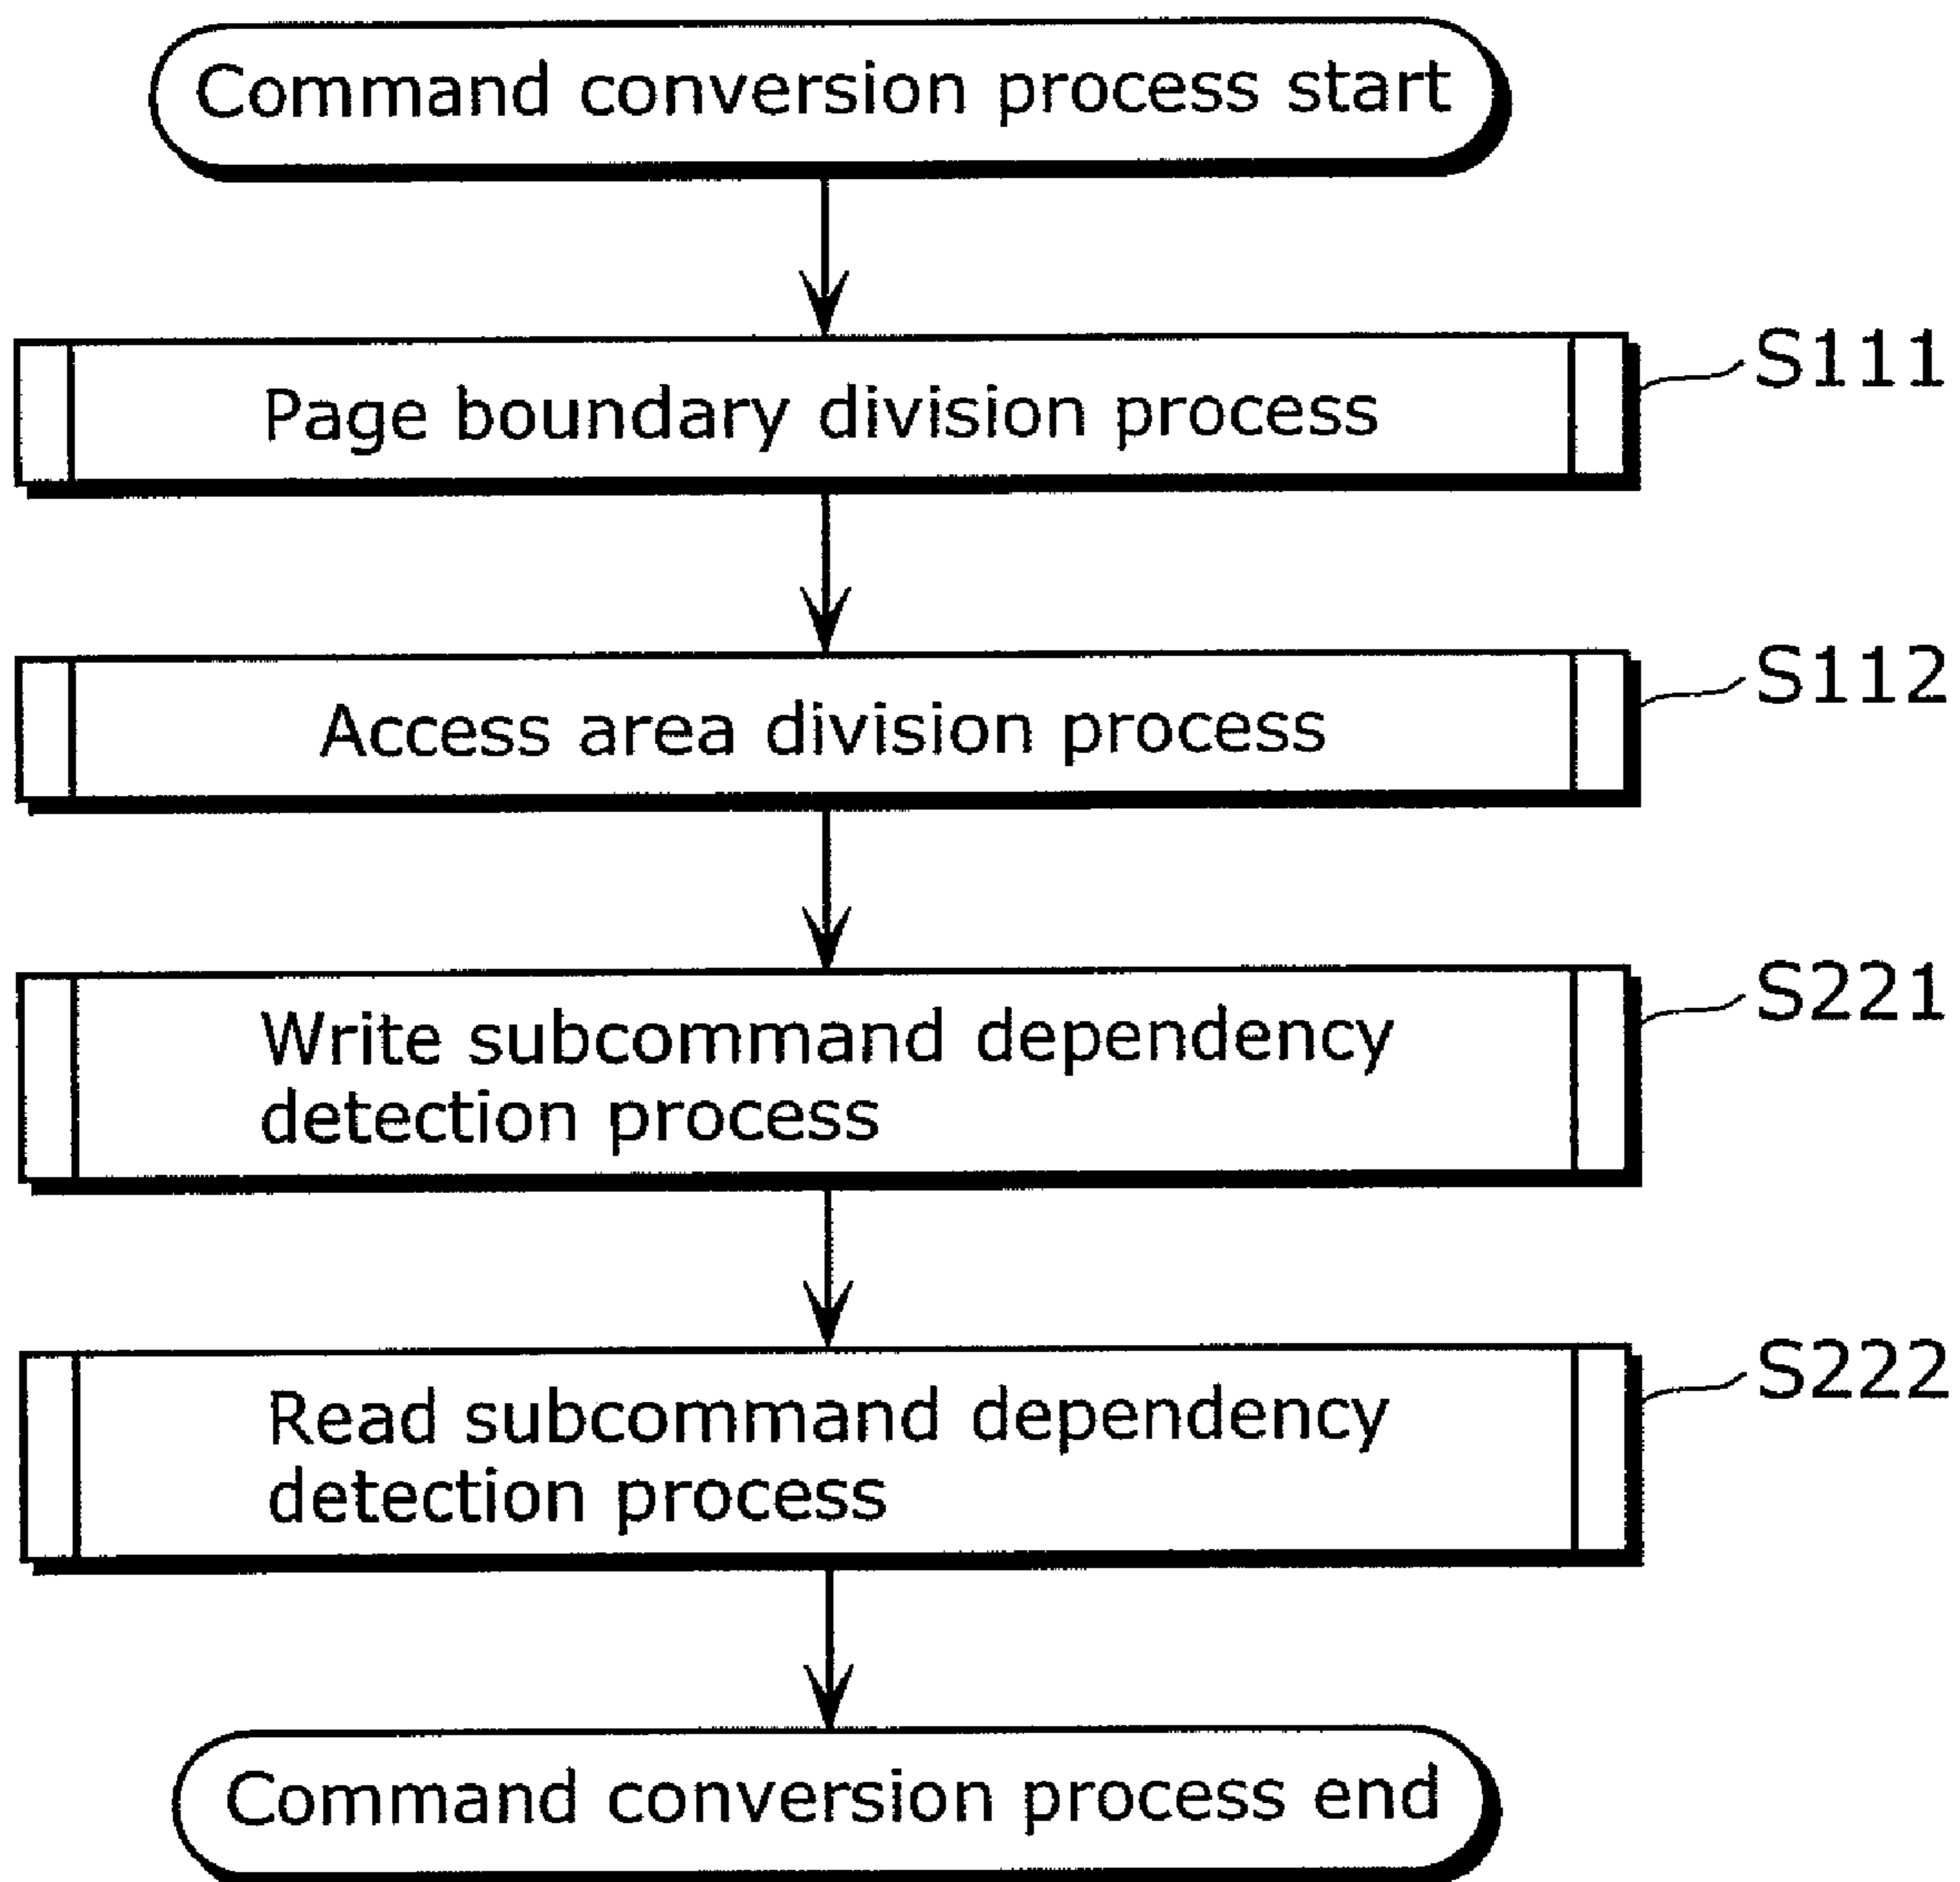 Command conversion process start
S111
Page boundary division process
S112
Access area division process
S221
Write subcommand dependency
detection process
S222
Read subcommand dependency
detection process
Command conversion process end